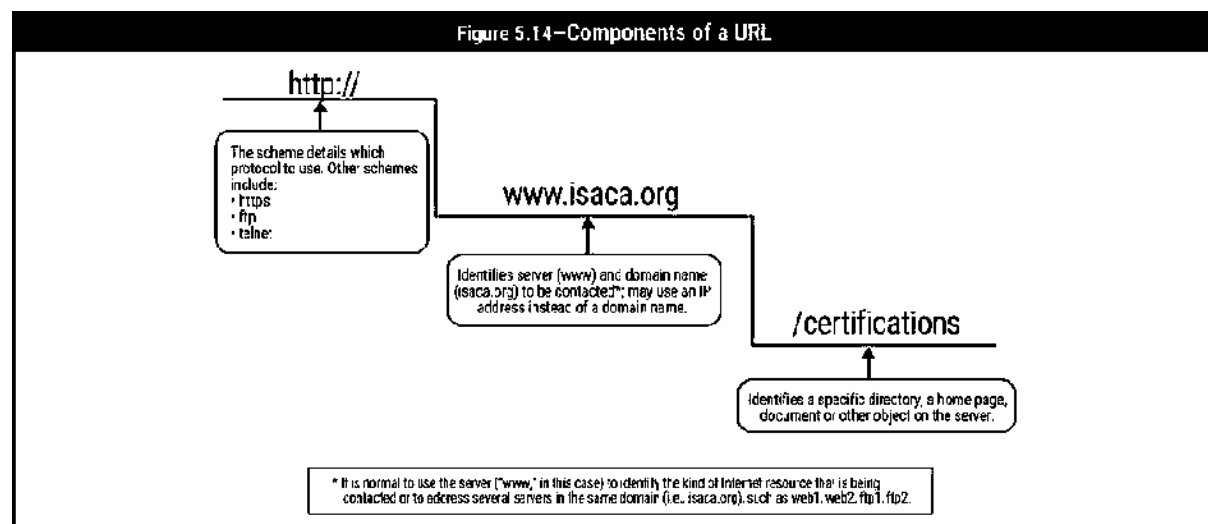 Figure 5.14—Components of a URL
http://
The scheme details which
protocol to use. Other schemes
include:
• https
• ftp
• telnet
www.isaca.org
Identifies server (www) and domain name
(isaca.org) to be contacted*; may use an IP
address instead of a domain name.
/certifications
Identifies a specific directory, a home page,
document or other object on the server.
* It is normal to use the server ("www," in this case) to identify the kind of Internet resource that is being
contacted or to address several servers in the same domain (i.e., isaca.org), such as web1, web2, ftp1, ftp2.